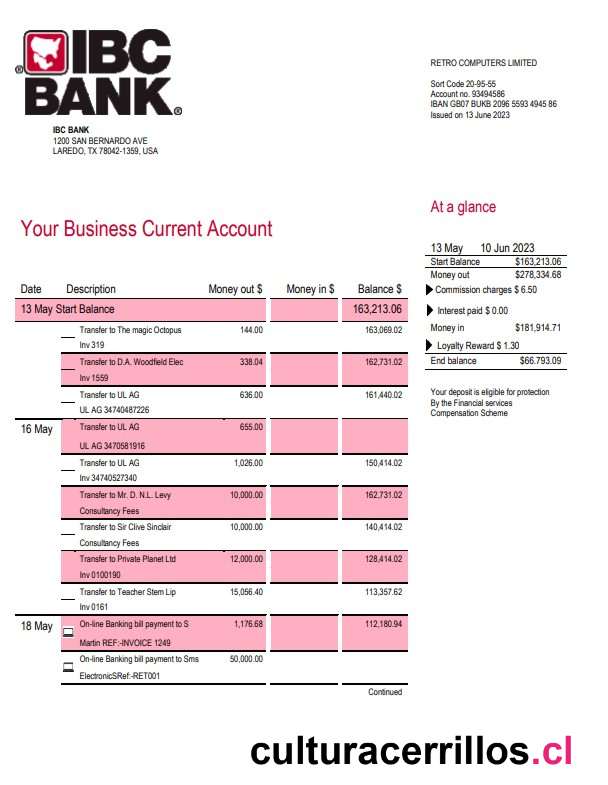 IBC
BANK
IBC BANK
1200 SAN BERNARDO AVE
LAREDO, TX 78042-1359, USA
RETRO COMPUTERS LIMITED
Sort Code 20-95-55
Account no. 93494586
IBAN GB07 BUKB 2096 5593 4945 86
Issued on 13 June 2023
Your Business Current Account
At a glance
13 May 10 Jun 2023
Start Balance $163,213.06
Money out $278,334.68
Commission charges $ 6.50
Interest paid $ 0.00
Money in $181,914.71
Loyalty Reward $ 1.30
End balance $66.793.09
Your deposit is eligible for protection
By the Financial services
Compensation Scheme
Date Description Money out $ Money in $ Balance $
13 May Start Balance 163,213.06
Transfer to The magic Octopus 144.00 163,069.02
Inv 319
Transfer to D.A. Woodfield Elec 338.04 162,731.02
Inv 1559
Transfer to UL AG 636.00 161,440.02
UL AG 34740487226
16 May Transfer to UL AG 655.00
UL AG 3470581916
Transfer to UL AG 1,026.00 150,414.02
Inv 34740527340
Transfer to Mr. D. N.L. Levy 10,000.00 162,731.02
Consultancy Fees
Transfer to Sir Clive Sinclair 10,000.00 140,414.02
Consultancy Fees
Transfer to Private Planet Ltd 12,000.00 128,414.02
Inv 0100190
Transfer to Teacher Stem Lip 15,056.40 113,357.62
Inv 0161
18 May On-line Banking bill payment to S 1,176.68 112,180.94
Martin REF:-INVOICE 1249
On-line Banking bill payment to Sms 50,000.00
ElectronicSRef:-RET001
Continued
culturacerrillos.cl